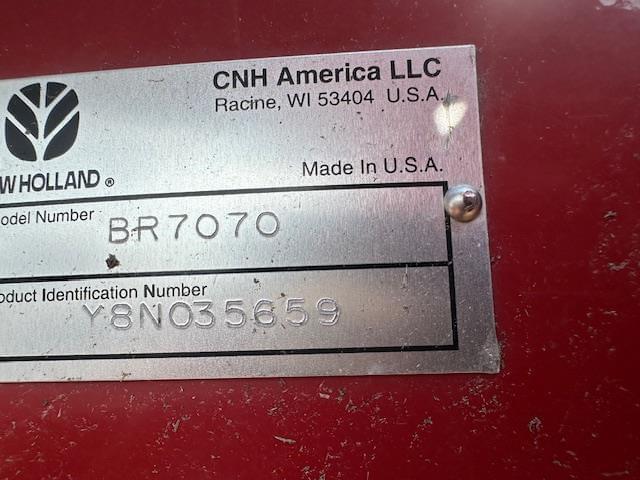 CNH America LLC
Racine, WI 53404 U.S.A.
W HOLLAND ®
Made In U.S.A.
odel Number BR7070
oduct Identification Number
Y8N035659